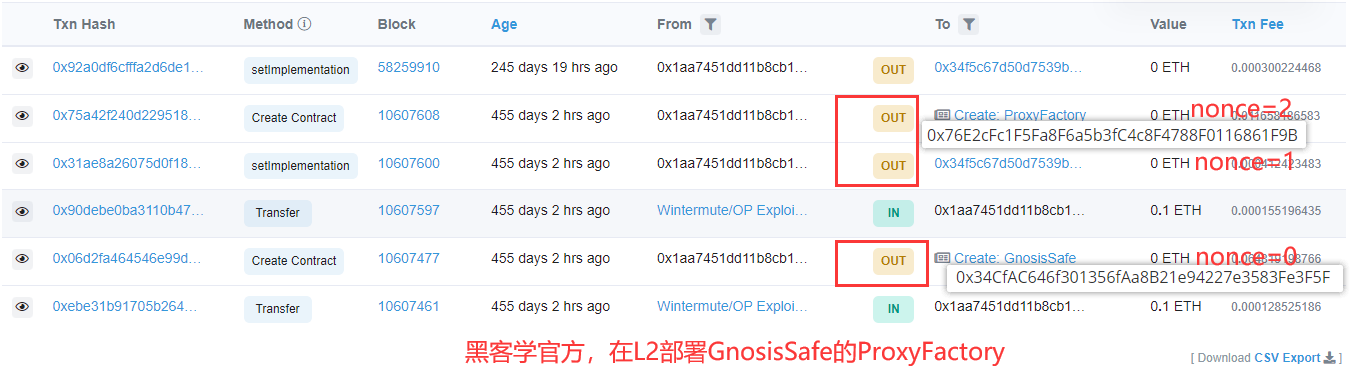 Txn Hash Method Block Age From To Value Txn Fee
0x92a0df6cfffa2d6de1... setImplementation 58259910 245 days 19 hrs ago 0x1aa7451dd11b8cb1... OUT 0x34f5c67d50d7539b... 0 ETH 0.000300224468
nonce=2
0x75a42f240d229518... Create Contract 10607608 455 days 2 hrs ago 0x1aa7451dd11b8cb1... OUT Create: ProxyFactory 0 ETH
0x76E2cFc1F5Fa8F6a5b3fC4c8F4788F0116861F9B
0x31ae8a26075d0f18... setImplementation 10607600 455 days 2 hrs ago 0x1aa7451dd11b8cb1... OUT 0x34f5c67d50d7539b... 0 ETH nonce=1
0x90debe0ba3110b47... Transfer 10607597 455 days 2 hrs ago Wintermute/OP Exploi... IN 0x1aa7451dd11b8cb1... 0.1 ETH 0.000155196435
nonce=0
0x06d2fa464546e99d... Create Contract 10607477 455 days 2 hrs ago 0x1aa7451dd11b8cb1... OUT Create: GnosisSafe 0 ETH
0x34CfAC646f301356fAa8B21e94227e3583Fe3F5F
0xebe31b91705b264... Transfer 10607461 455 days 2 hrs ago Wintermute/OP Exploi... IN 0x1aa7451dd11b8cb1... 0.1 ETH 0.000128525186
黑客学官方，在L2部署GnosisSafe的ProxyFactory
[ Download CSV Export ]